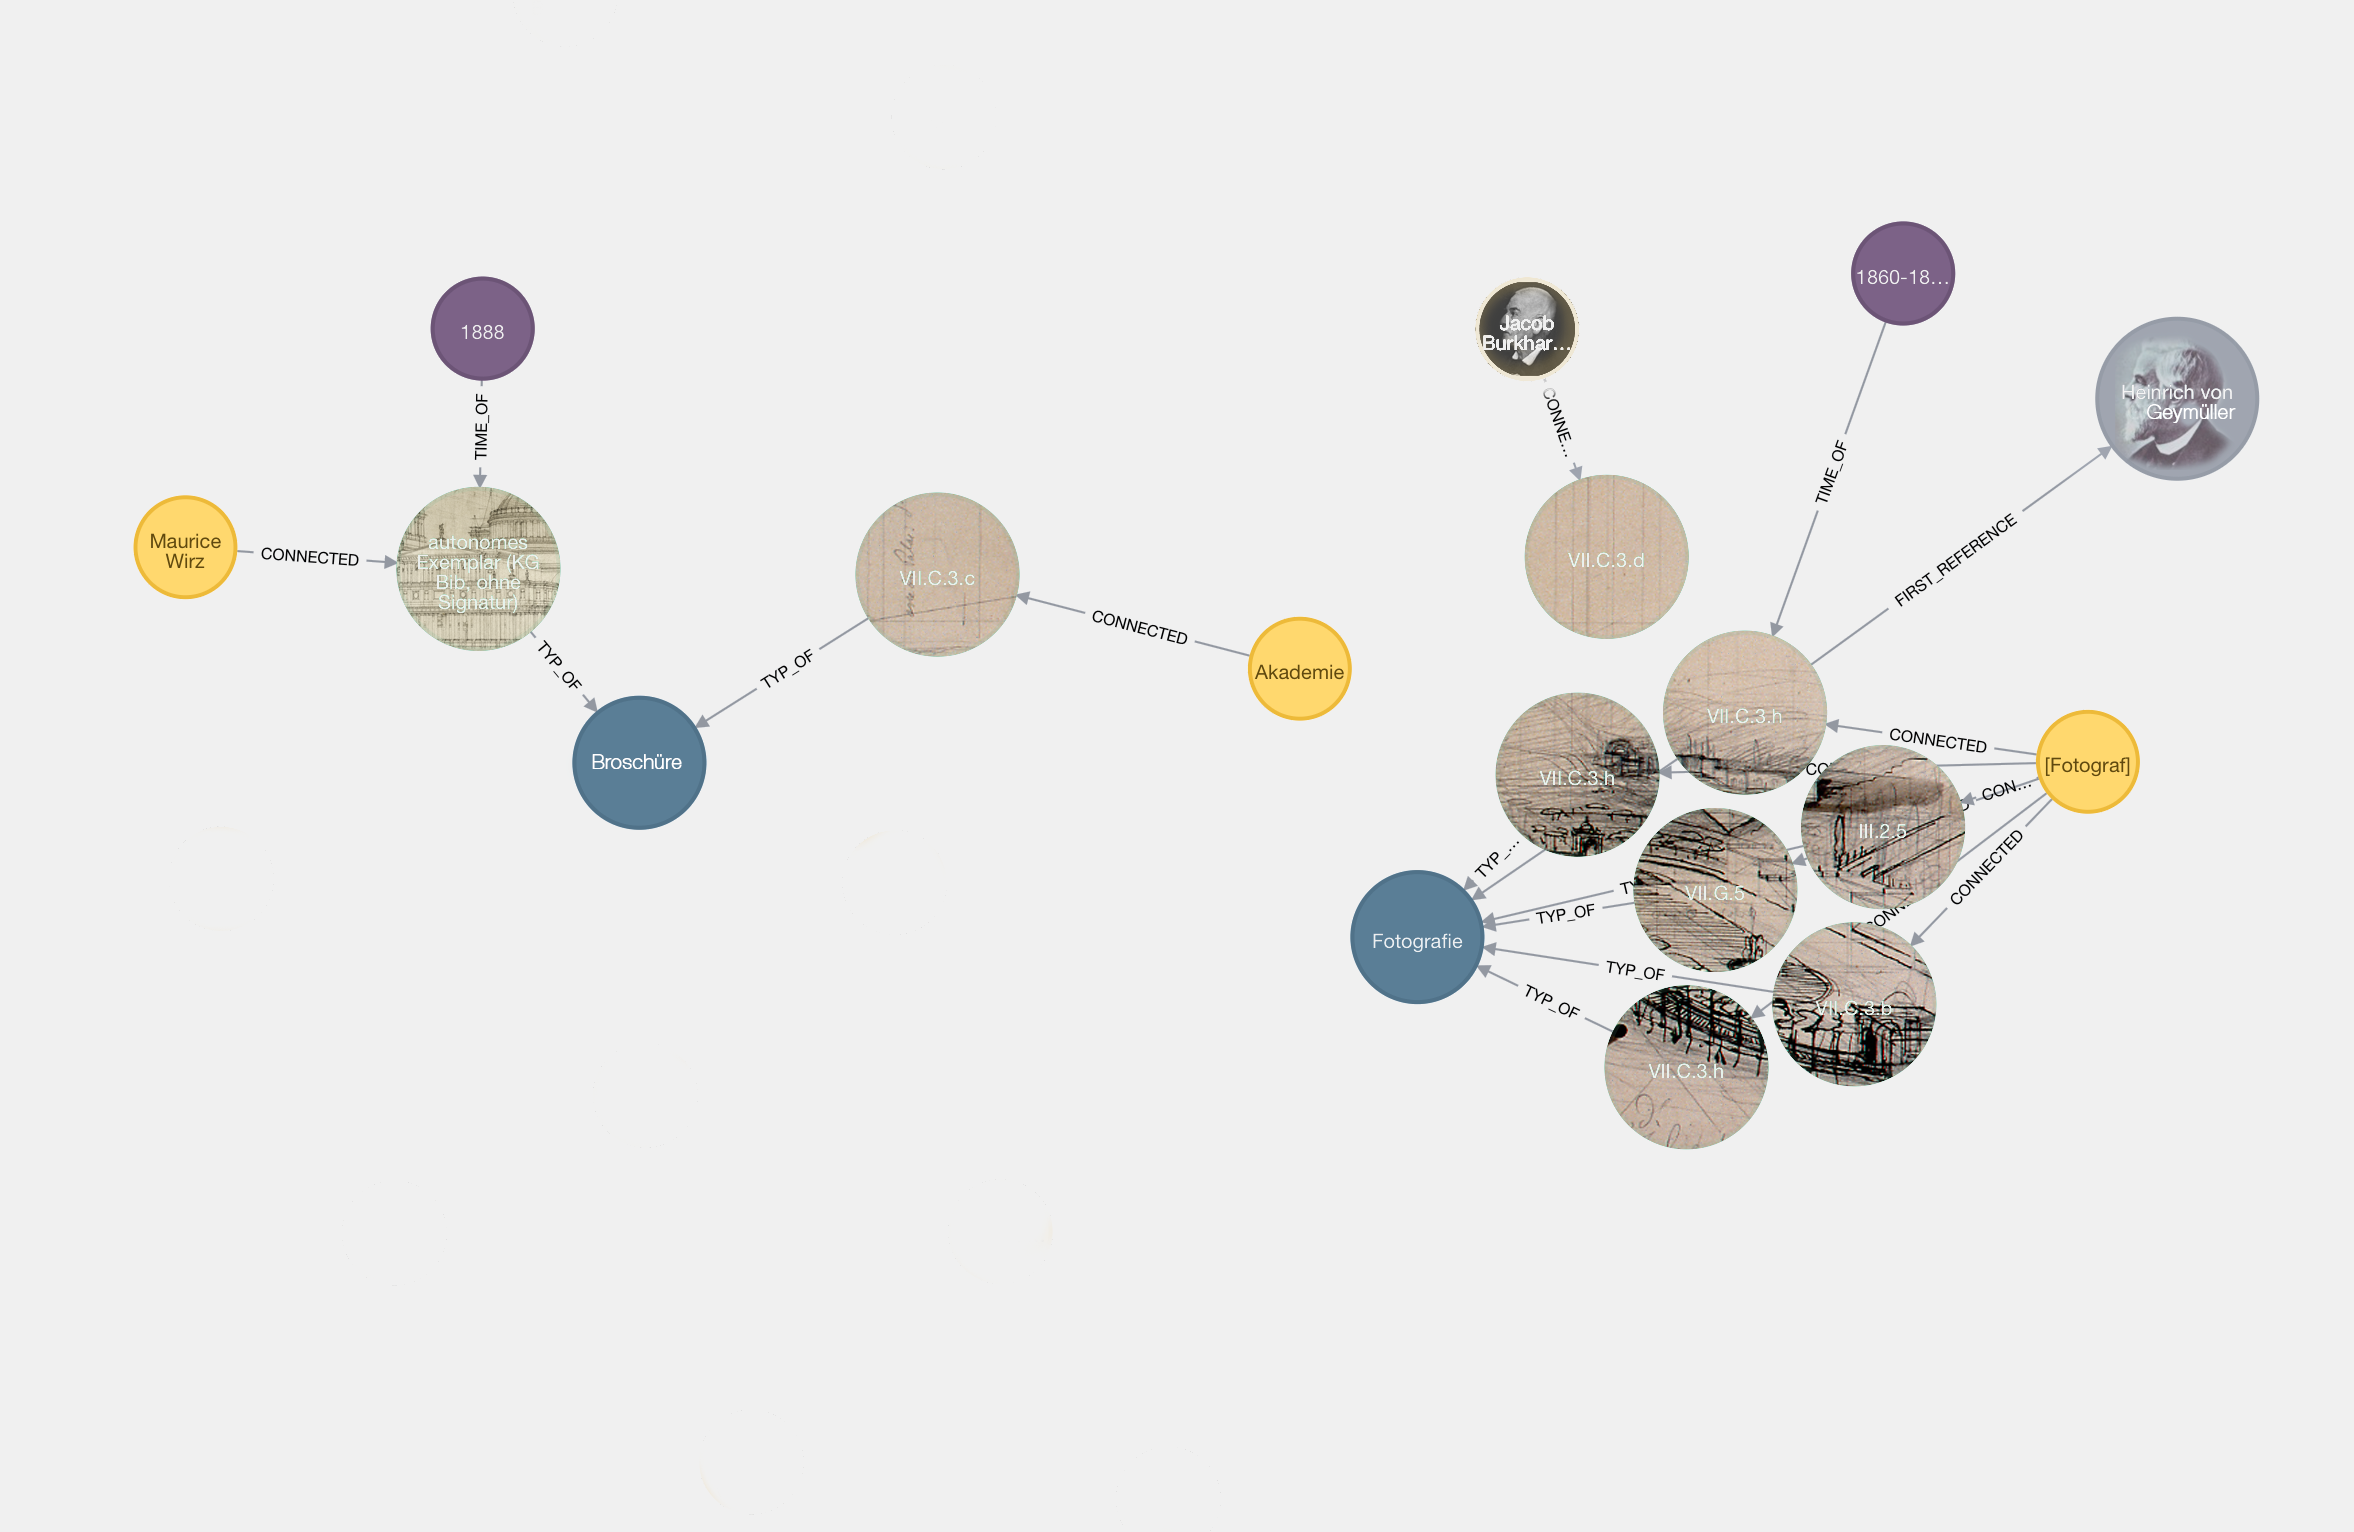 1888
TIME_OF
Maurice
Wirz
CONNECTED
autonomes
Exemplar (KG
Bib. ohne
Signatur)
TYP_OF
Broschüre
TYP_OF
VII.C.3.c
CONNECTED
Akademie
Jacob
Burkhar…
CONNE…
VII.C.3.d
1860-18…
TIME_OF
Heinrich von
Geymüller
FIRST_REFERENCE
VII.C.3.h
CONNECTED
[Fotograf]
VII.C.3.h
CON…
III.2.5
CONNECTED
TYP_…
VII.G.5
TYP_OF
Fotografie
TYP_OF
VII.C.3.b
TYP_OF
VII.C.3.h